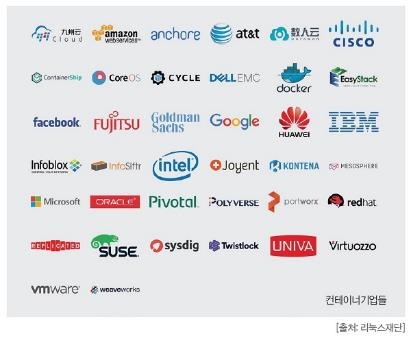 九州云 Cloud
amazon web services
anchore
at&t
数人云 DATAMAN
CISCO
ContainerShip
CoreOS
CYCLE
DELLEMC
docker
EasyStack
facebook
FUJITSU
Goldman Sachs
Google
HUAWEI
IBM
Infoblox
InfoSiftr
intel
Joyent
KONTENA
MESOSPHERE
Microsoft
ORACLE
Pivotal
POLYVERSE
portworx
redhat
REPLICATED
SUSE
sysdig
Twistlock
UNIVA
Virtuozzo
vmware
weaveworks
컨테이너기업들
[출처: 리눅스재단]